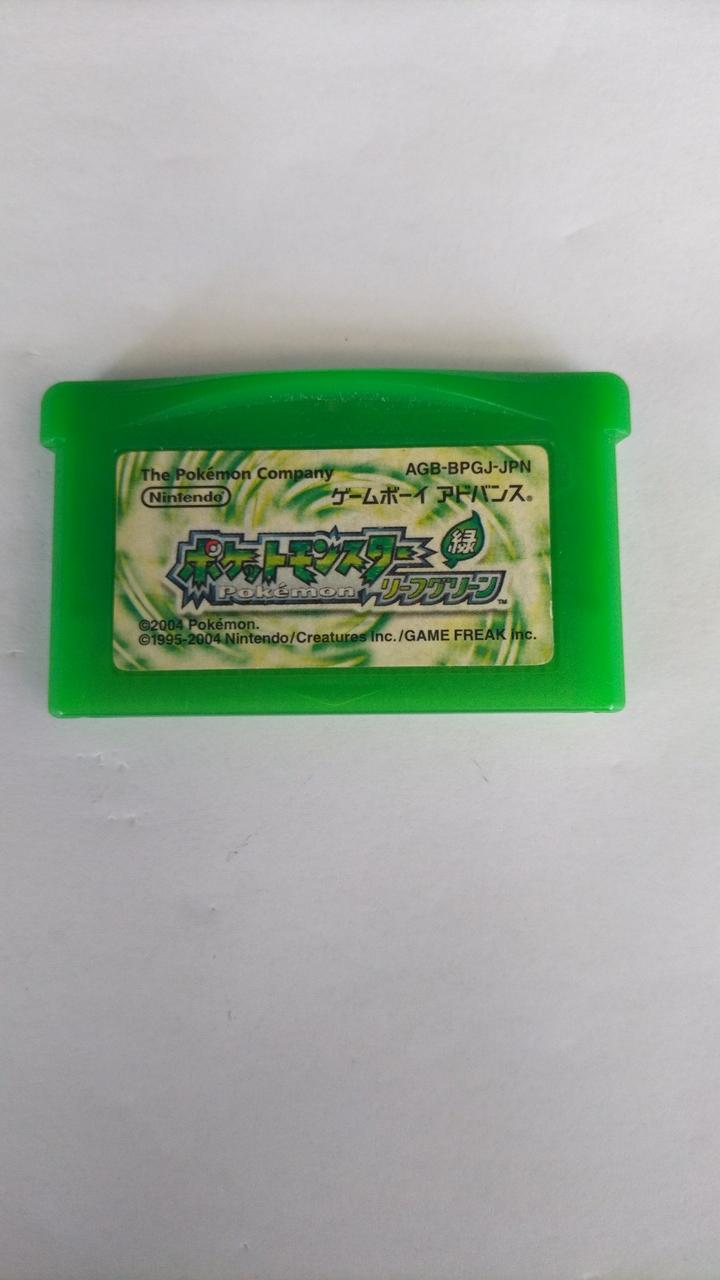 The Pokémon Company
AGB-BPGJ-JPN
Nintendo®
ゲームボーイ アドバンス®
ポケットモンスター 緑
Pokémon リーフグリーン™
©2004 Pokémon.
©1995-2004 Nintendo/Creatures Inc./GAME FREAK inc.